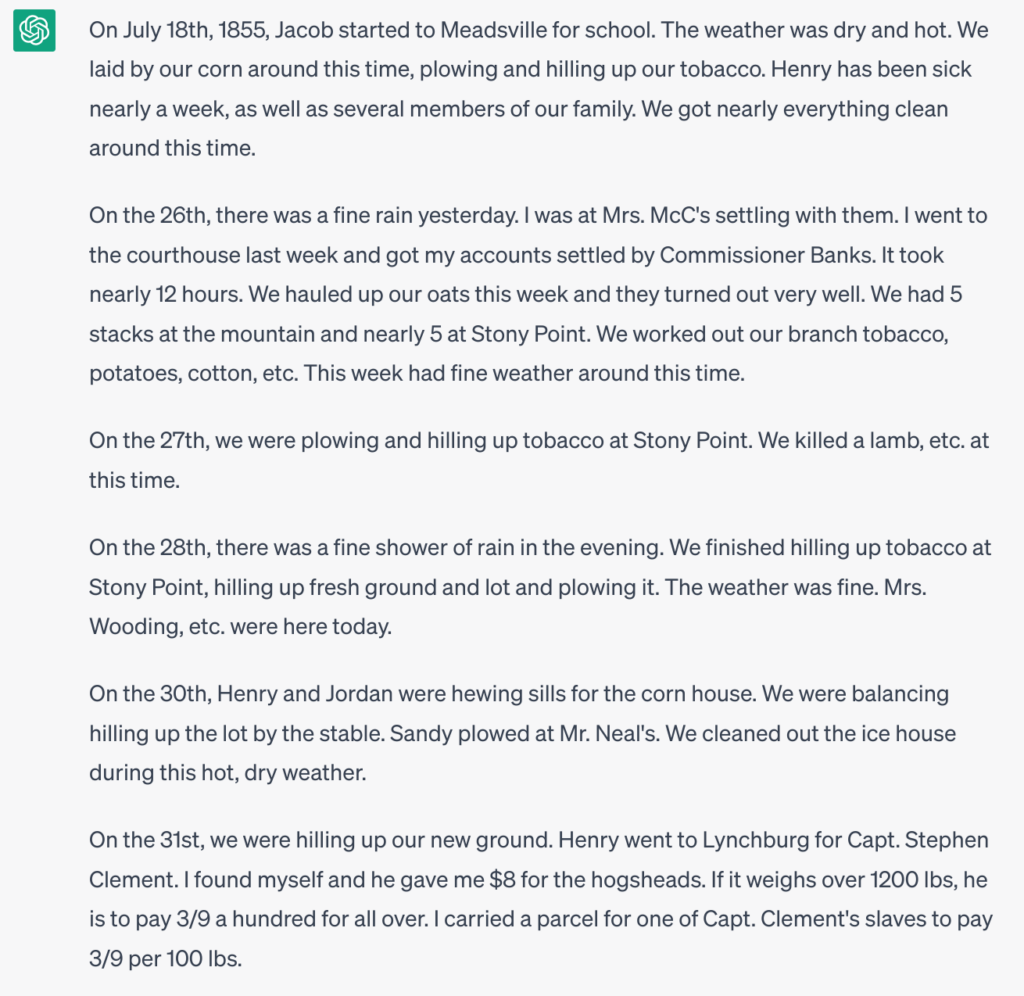 On July 18th, 1855, Jacob started to Meadsville for school. The weather was dry and hot. We
laid by our corn around this time, plowing and hilling up our tobacco. Henry has been sick
nearly a week, as well as several members of our family. We got nearly everything clean
around this time.
On the 26th, there was a fine rain yesterday. I was at Mrs. McC's settling with them. I went to
the courthouse last week and got my accounts settled by Commissioner Banks. It took
nearly 12 hours. We hauled up our oats this week and they turned out very well. We had 5
stacks at the mountain and nearly 5 at Stony Point. We worked out our branch tobacco,
potatoes, cotton, etc. This week had fine weather around this time.
On the 27th, we were plowing and hilling up tobacco at Stony Point. We killed a lamb, etc. at
this time.
On the 28th, there was a fine shower of rain in the evening. We finished hilling up tobacco at
Stony Point, hilling up fresh ground and lot and plowing it. The weather was fine. Mrs.
Wooding, etc. were here today.
On the 30th, Henry and Jordan were hewing sills for the corn house. We were balancing
hilling up the lot by the stable. Sandy plowed at Mr. Neal's. We cleaned out the ice house
during this hot, dry weather.
On the 31st, we were hilling up our new ground. Henry went to Lynchburg for Capt. Stephen
Clement. I found myself and he gave me $8 for the hogsheads. If it weighs over 1200 lbs, he
is to pay 3/9 a hundred for all over. I carried a parcel for one of Capt. Clement's slaves to pay
3/9 per 100 lbs.